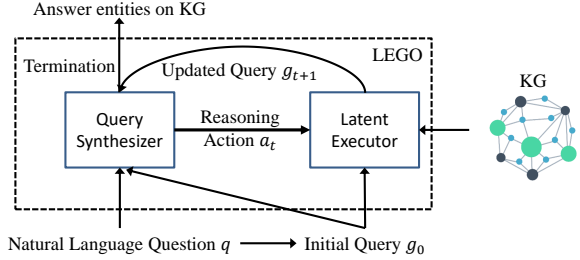 Answer entities on KG
LEGO
Termination
Updated Query g_{t+1}
KG
Query
Synthesizer
Reasoning
Action a_t
Latent
Executor
Natural Language Question q
Initial Query g_0